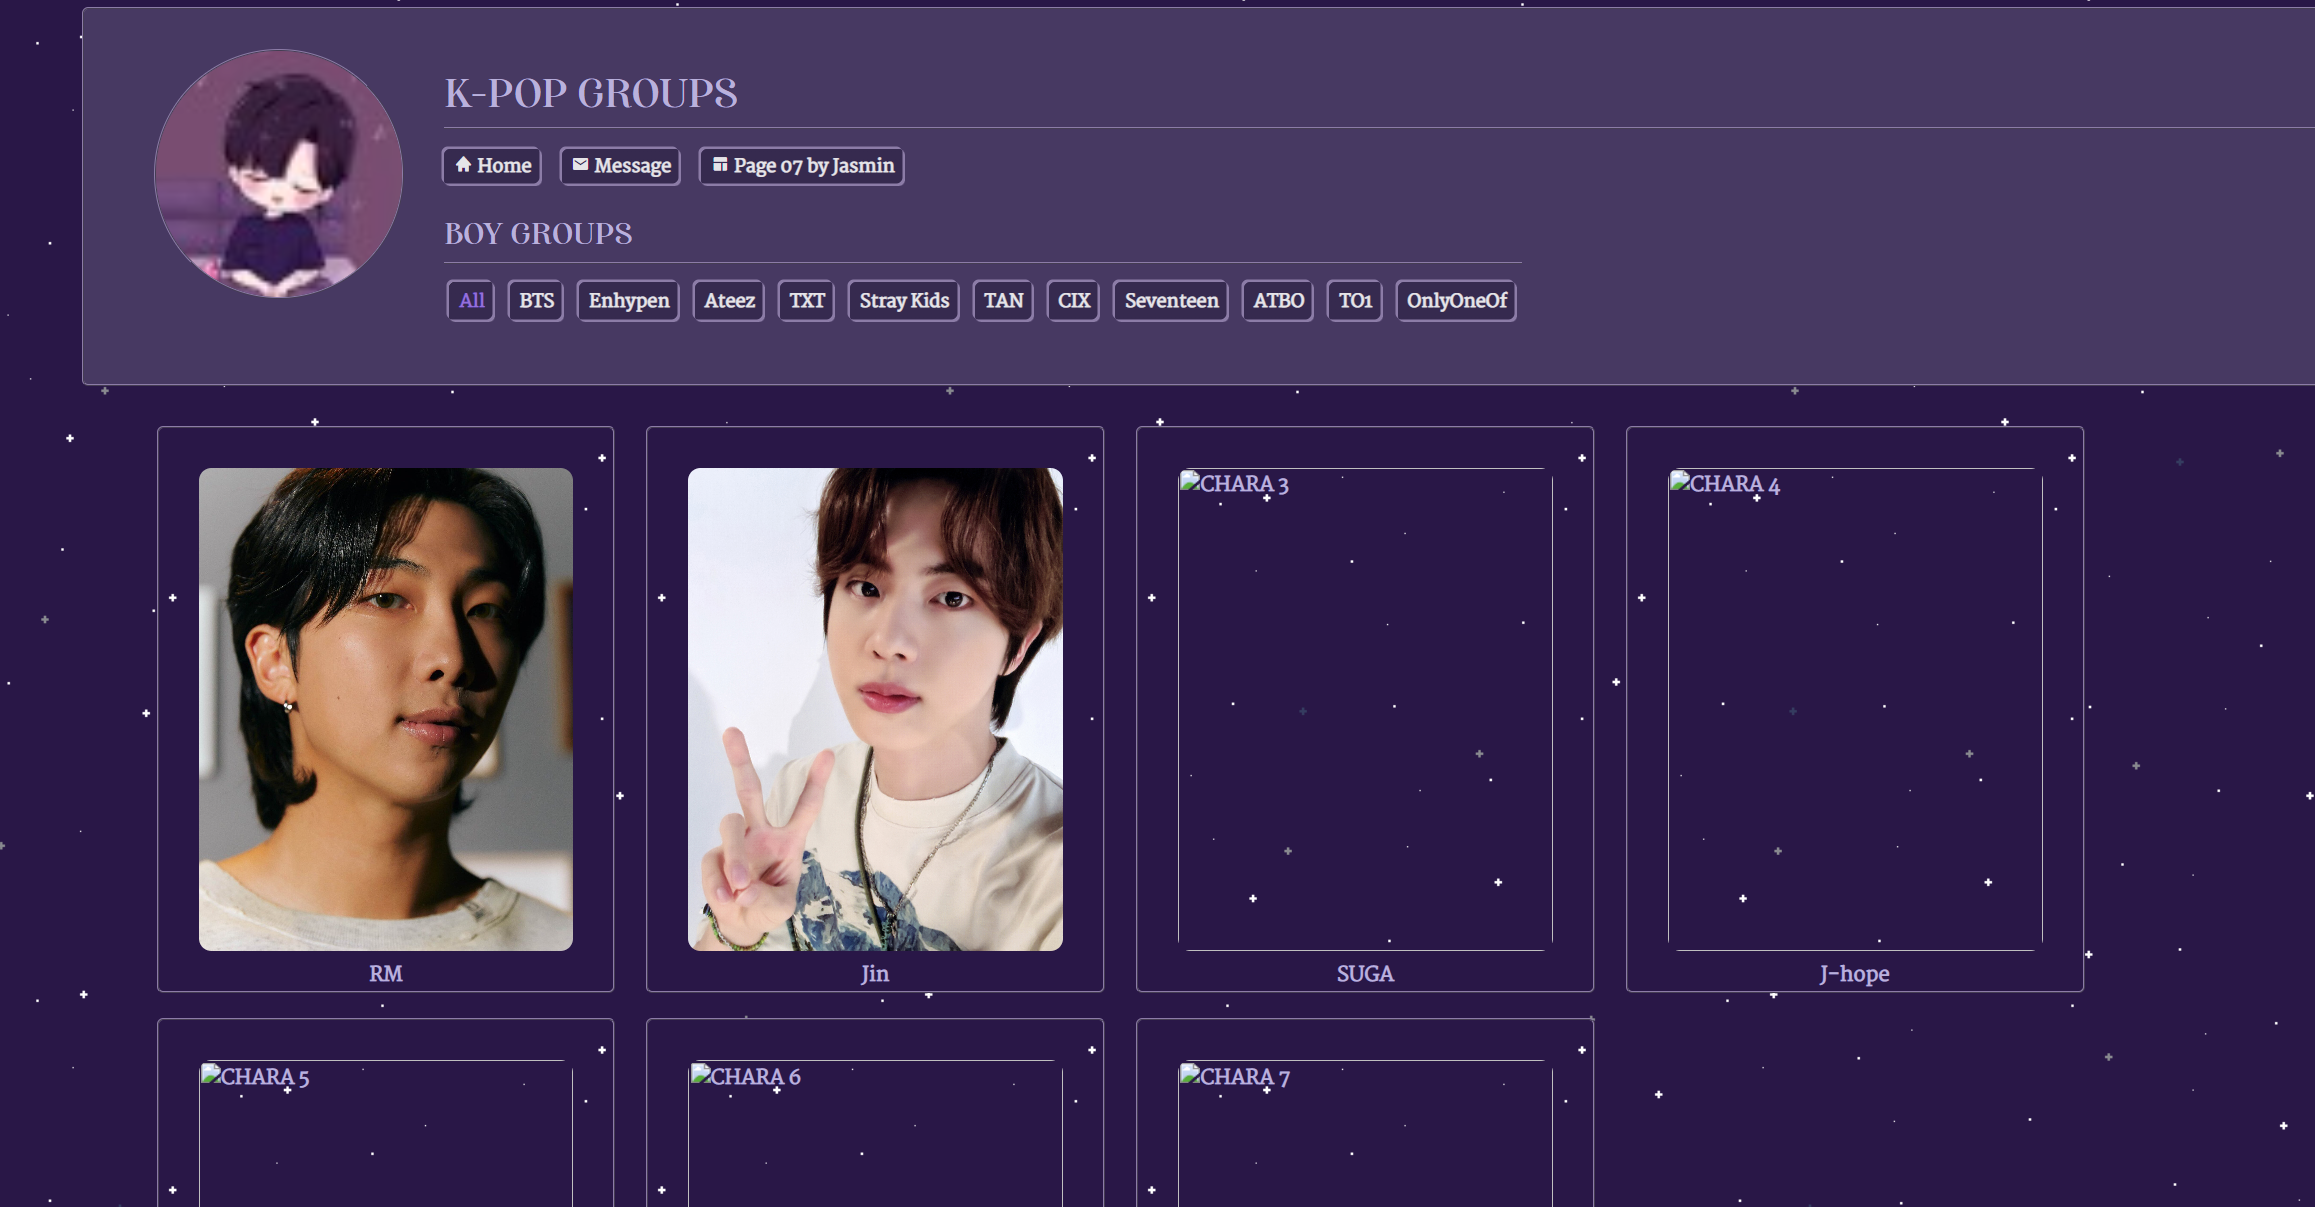 K-POP GROUPS
Home Message Page 07 by Jasmin
BOY GROUPS
All BTS Enhypen Ateez TXT Stray Kids TAN CIX Seventeen ATBO TO1 OnlyOneOf
CHARA 3 CHARA 4
RM Jin SUGA J-hope
CHARA 5 CHARA 6 CHARA 7